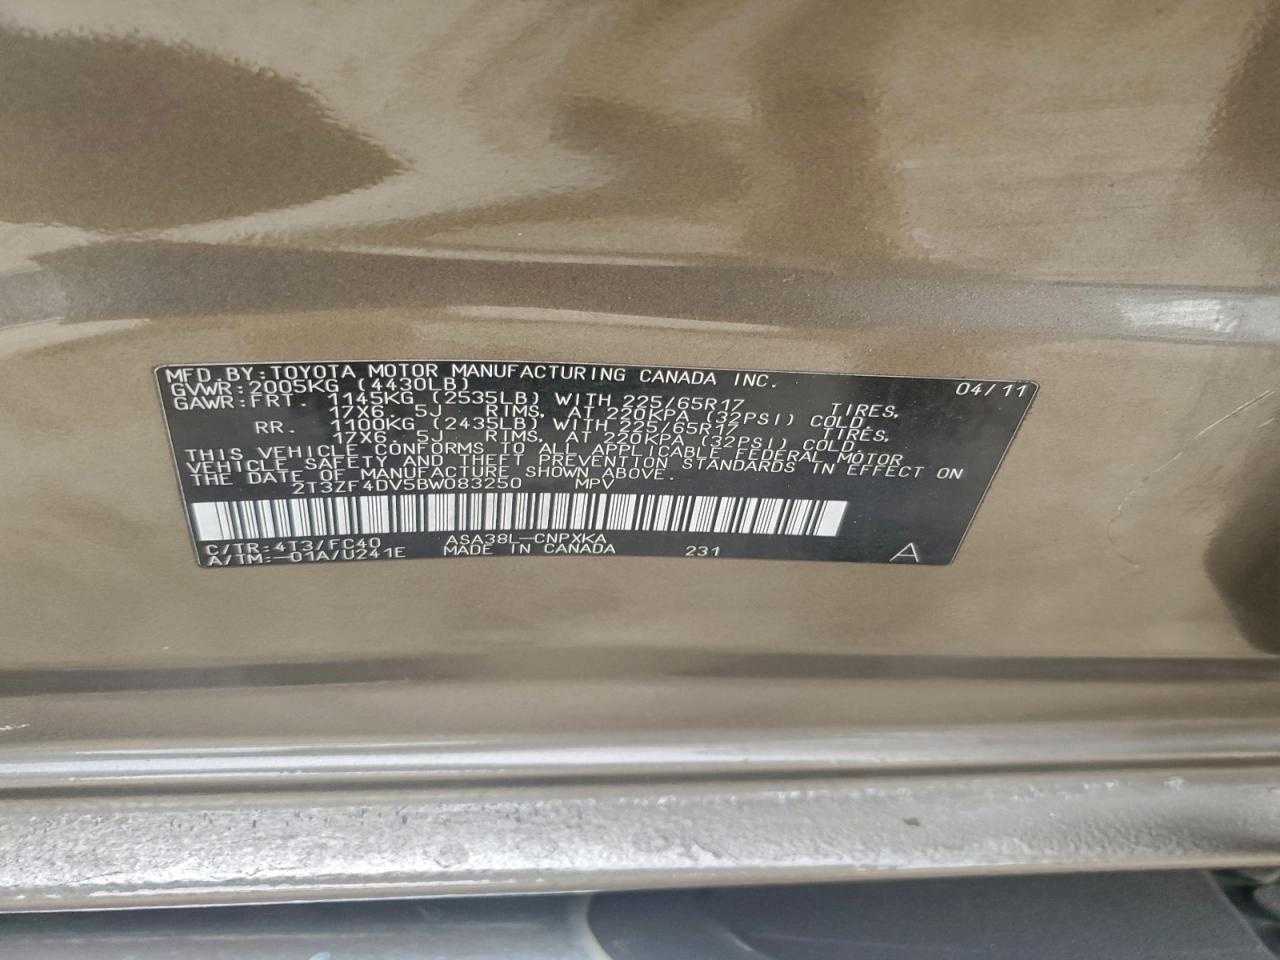 MFD BY:TOYOTA MOTOR MANUFACTURING CANADA INC. 04/11
GVWR:2005KG (4430LB)
GAWR:FRT. 1145KG (2535LB) WITH 225/65R17 TIRES,
17X6. 5J RIMS, AT 220KPA (32PSI) COLD.
RR. 1100KG (2435LB) WITH 225/65R17 TIRES,
17X6. 5J RIMS, AT 220KPA (32PSI) COLD.
THIS VEHICLE CONFORMS TO ALL APPLICABLE FEDERAL MOTOR
VEHICLE SAFETY AND THEFT PREVENTION STANDARDS IN EFFECT ON
THE DATE OF MANUFACTURE SHOWN ABOVE.
2T3ZF4DV5BW083250 MPV
C/TR:4T3/FC40 ASA38L-CNPXKA
A/TM:-01A/U241E MADE IN CANADA 231 A